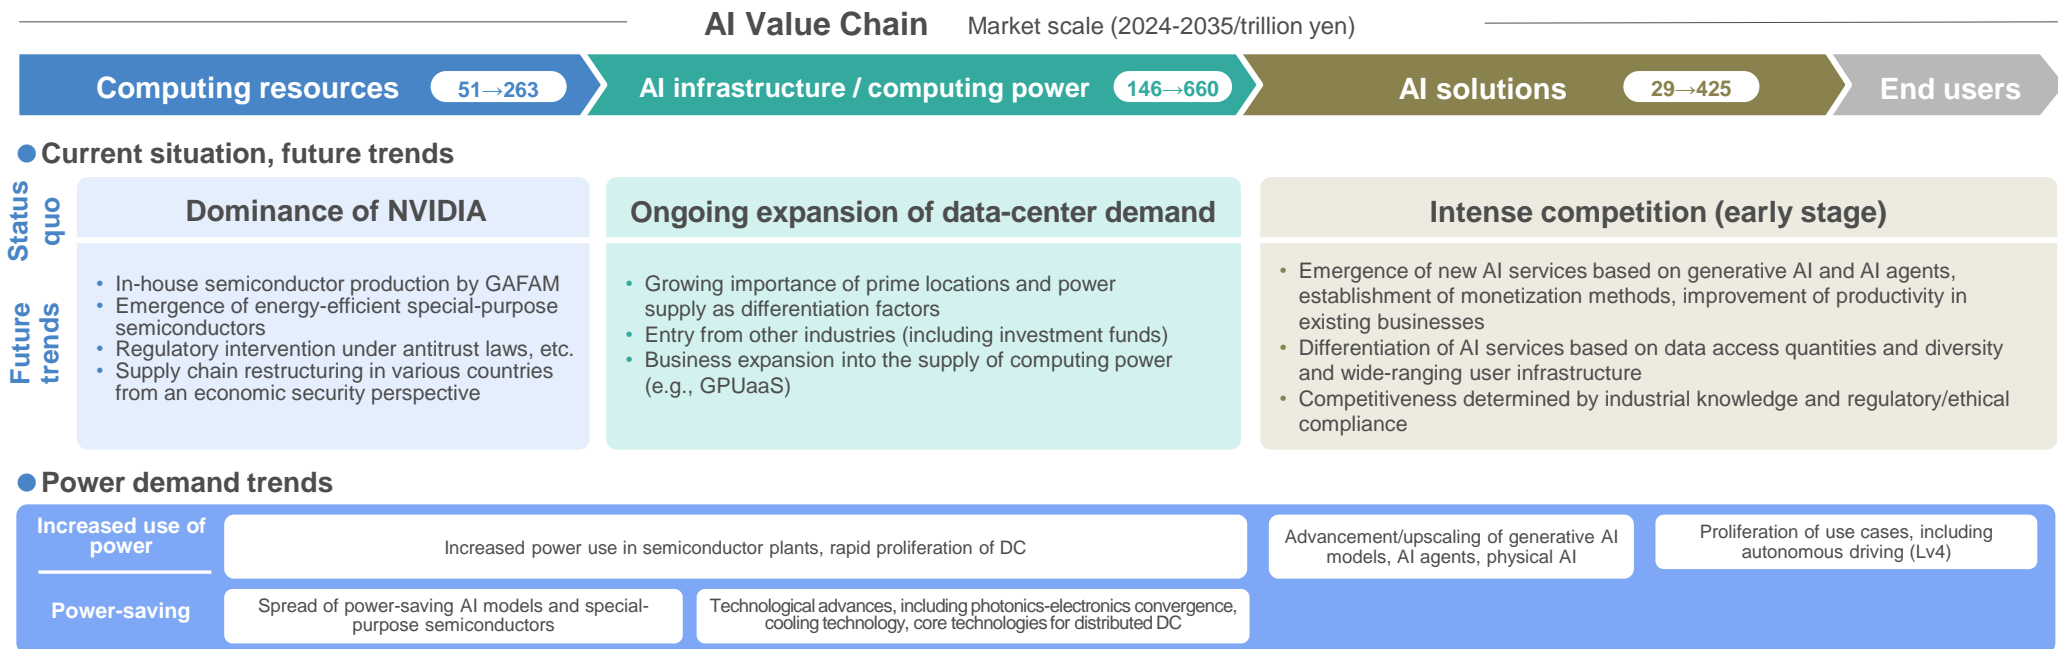 AI Value Chain Market scale (2024-2035/trillion yen)
Computing resources 51→263
AI infrastructure / computing power 146→660
AI solutions 29→425
End users
● Current situation, future trends
Status
quo
Dominance of NVIDIA
Ongoing expansion of data-center demand
Intense competition (early stage)
Future
trends
• In-house semiconductor production by GAFAM
• Emergence of energy-efficient special-purpose
semiconductors
• Regulatory intervention under antitrust laws, etc.
• Supply chain restructuring in various countries
from an economic security perspective
• Growing importance of prime locations and power
supply as differentiation factors
• Entry from other industries (including investment funds)
• Business expansion into the supply of computing power
(e.g., GPUaaS)
• Emergence of new AI services based on generative AI and AI agents,
establishment of monetization methods, improvement of productivity in
existing businesses
• Differentiation of AI services based on data access quantities and diversity
and wide-ranging user infrastructure
• Competitiveness determined by industrial knowledge and regulatory/ethical
compliance
● Power demand trends
Increased use of
power
Increased power use in semiconductor plants, rapid proliferation of DC
Advancement/upscaling of generative AI
models, AI agents, physical AI
Proliferation of use cases, including
autonomous driving (Lv4)
Power-saving
Spread of power-saving AI models and special-
purpose semiconductors
Technological advances, including photonics-electronics convergence,
cooling technology, core technologies for distributed DC